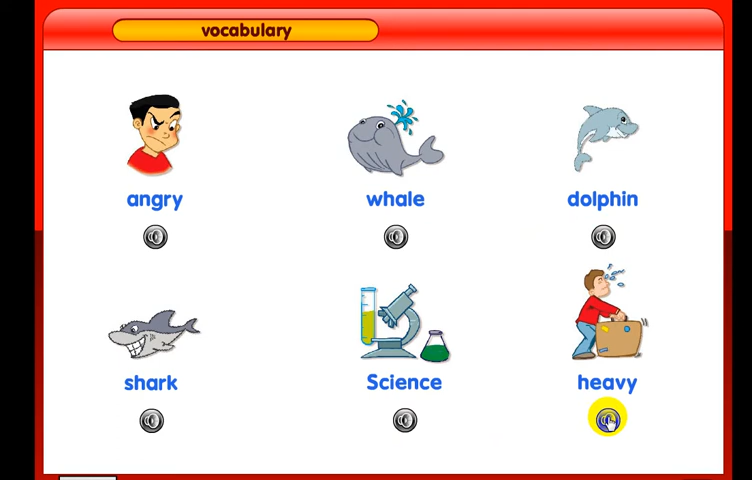 vocabulary
angry
whale
dolphin
shark
Science
heavy